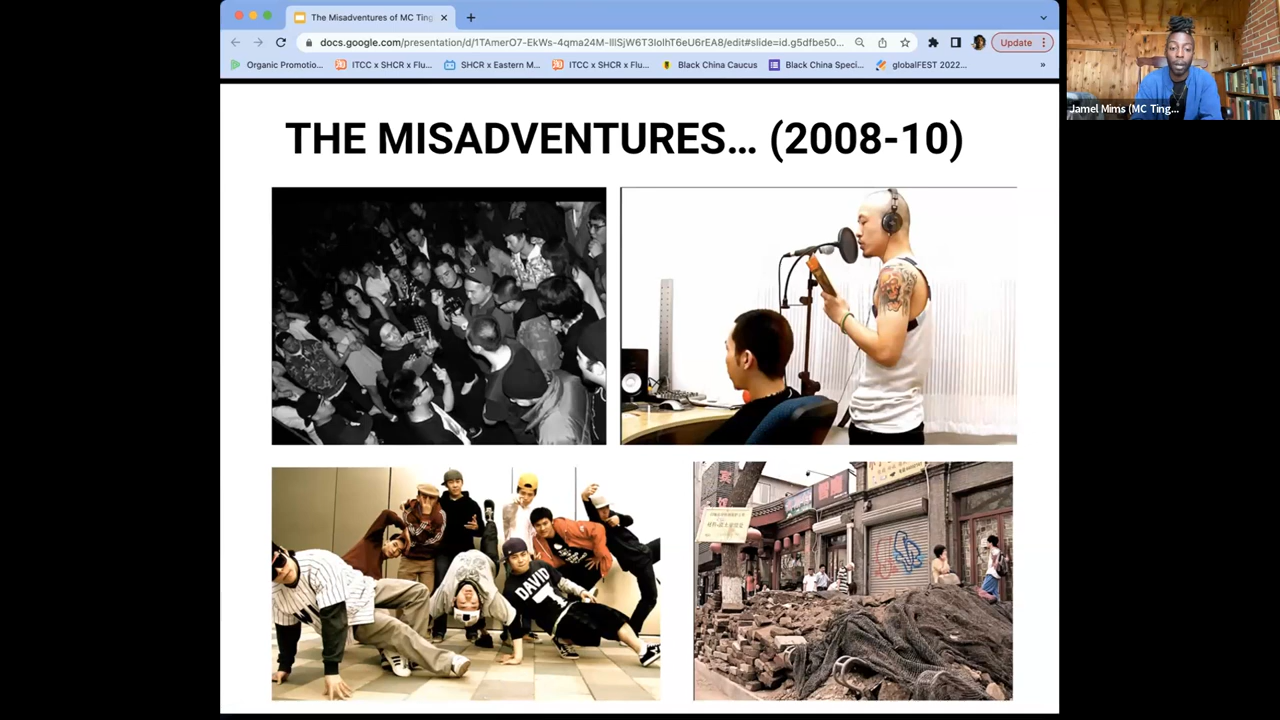 The Misadventures of MC Ting
docs.google.com/presentation/d/1TAmerO7-EkWs-4qma24M-lllSjW6T3IoIhT6eU6rEA8/edit#slide=id.g5dfbe50...
Update
Organic Promotio...
ITCC x SHCR x Flu...
SHCR x Eastern M...
ITCC x SHCR x Flu...
Black China Caucus
Black China Speci...
globalFEST 2022...
»
Jamel Mims (MC Ting...
THE MISADVENTURES... (2008-10)
DAVID
7